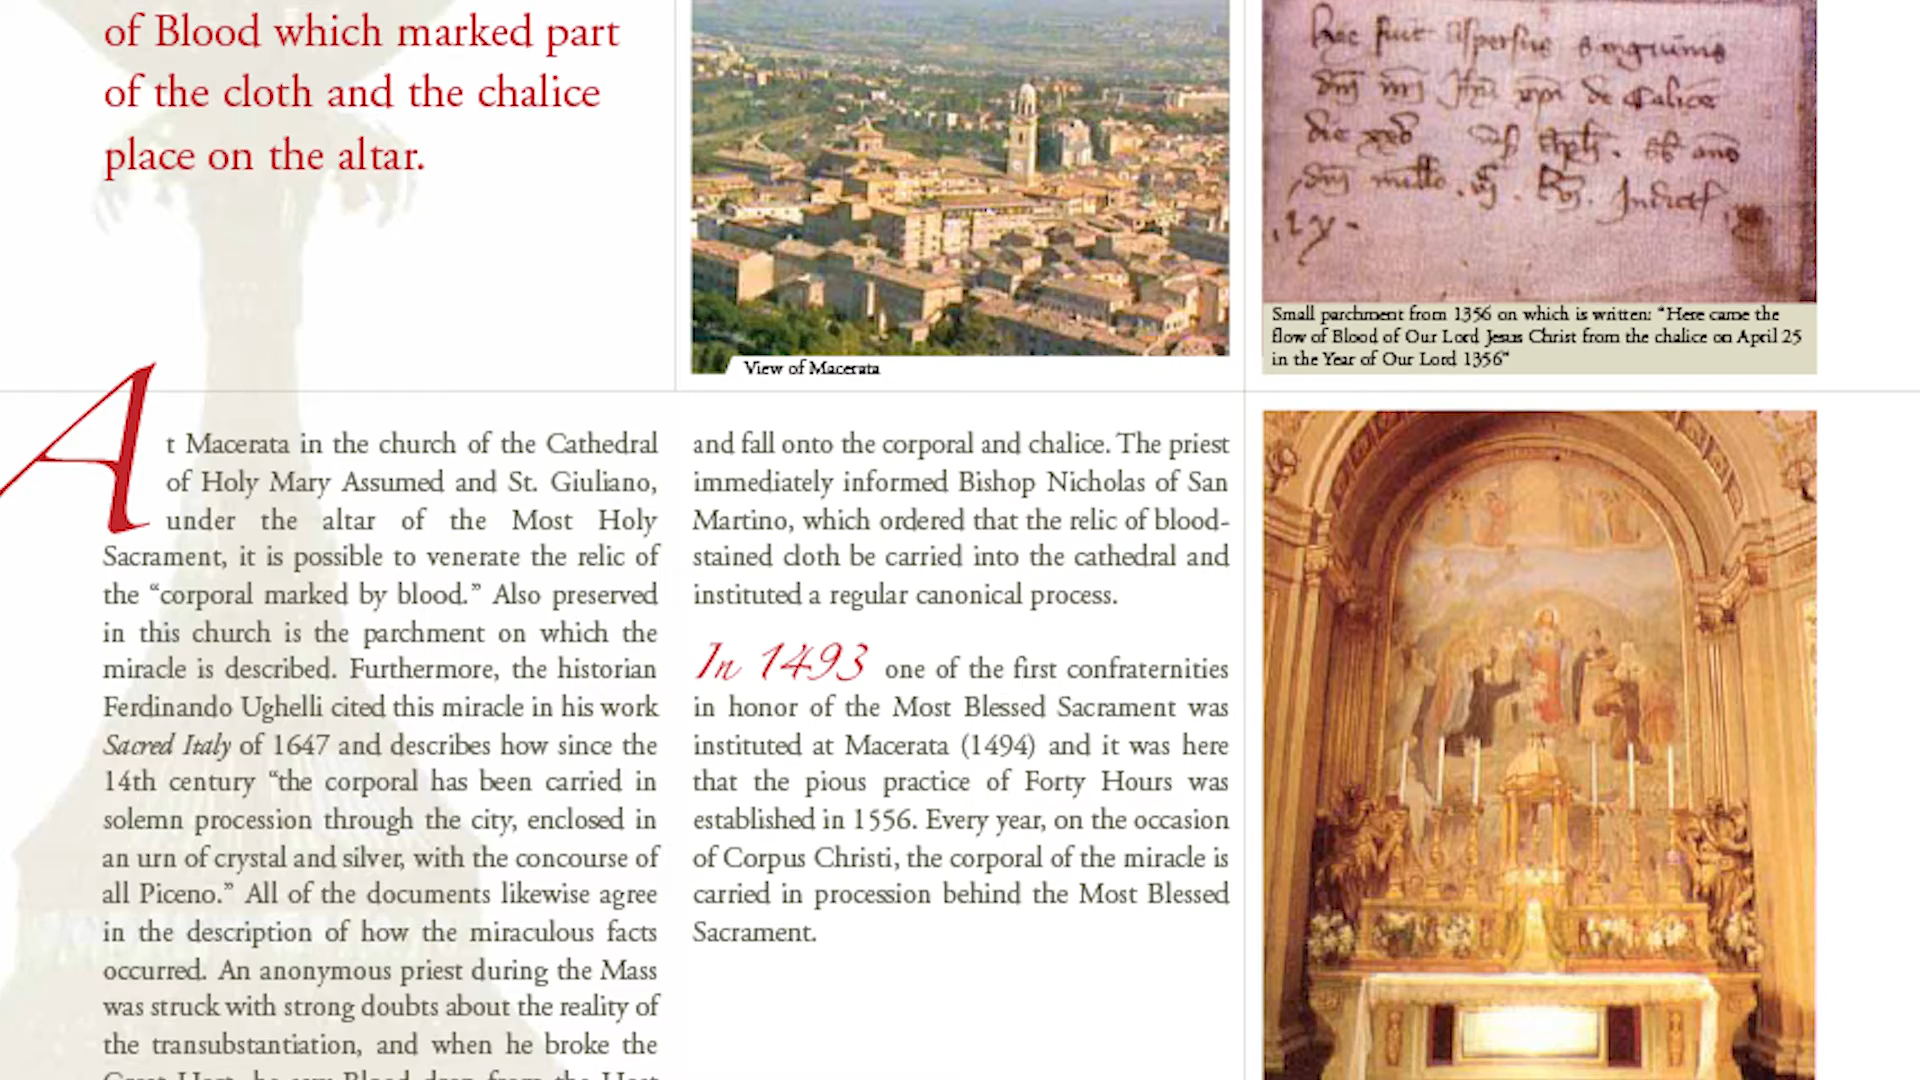 of Blood which marked part
of the cloth and the chalice
place on the altar.
View of Macerata
de Calice
Small parchment from 1356 on which is written: “Here came the
flow of Blood of Our Lord Jesus Christ from the chalice on April 25
in the Year of Our Lord 1356”
At Macerata in the church of the Cathedral
of Holy Mary Assumed and St. Giuliano,
under the altar of the Most Holy
Sacrament, it is possible to venerate the relic of
the “corporal marked by blood.” Also preserved
in this church is the parchment on which the
miracle is described. Furthermore, the historian
Ferdinando Ughelli cited this miracle in his work
Sacred Italy of 1647 and describes how since the
14th century “the corporal has been carried in
solemn procession through the city, enclosed in
an urn of crystal and silver, with the concourse of
all Piceno.” All of the documents likewise agree
in the description of how the miraculous facts
occurred. An anonymous priest during the Mass
was struck with strong doubts about the reality of
the transubstantiation, and when he broke the
and fall onto the corporal and chalice. The priest
immediately informed Bishop Nicholas of San
Martino, which ordered that the relic of blood-
stained cloth be carried into the cathedral and
instituted a regular canonical process.
In 1493 one of the first confraternities
in honor of the Most Blessed Sacrament was
instituted at Macerata (1494) and it was here
that the pious practice of Forty Hours was
established in 1556. Every year, on the occasion
of Corpus Christi, the corporal of the miracle is
carried in procession behind the Most Blessed
Sacrament.